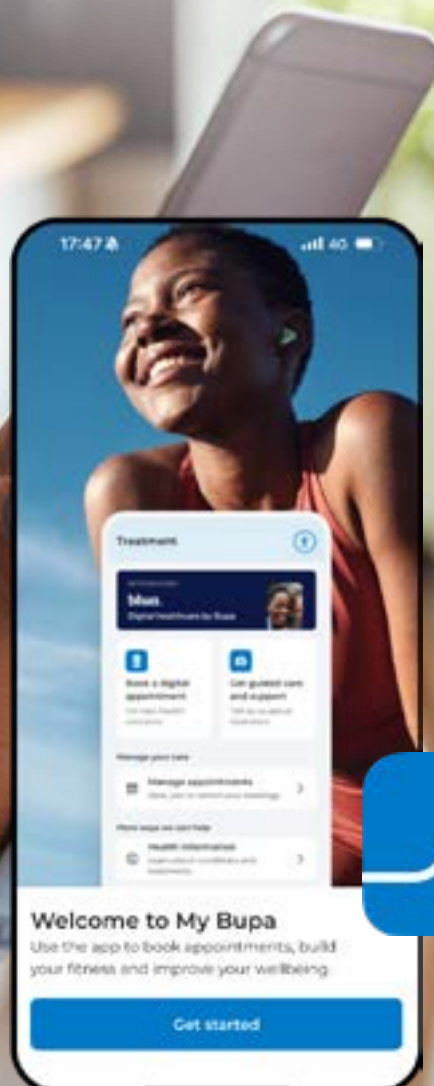 17:47
4G
Treatment
blua
Digital healthcare by Bupa
Book a digital
appointment
Get guided care
and support
Manage your care
Manage appointments
More ways we can help
Health information
Welcome to My Bupa
Use the app to book appointments, build
your fitness and improve your wellbeing.
Get started